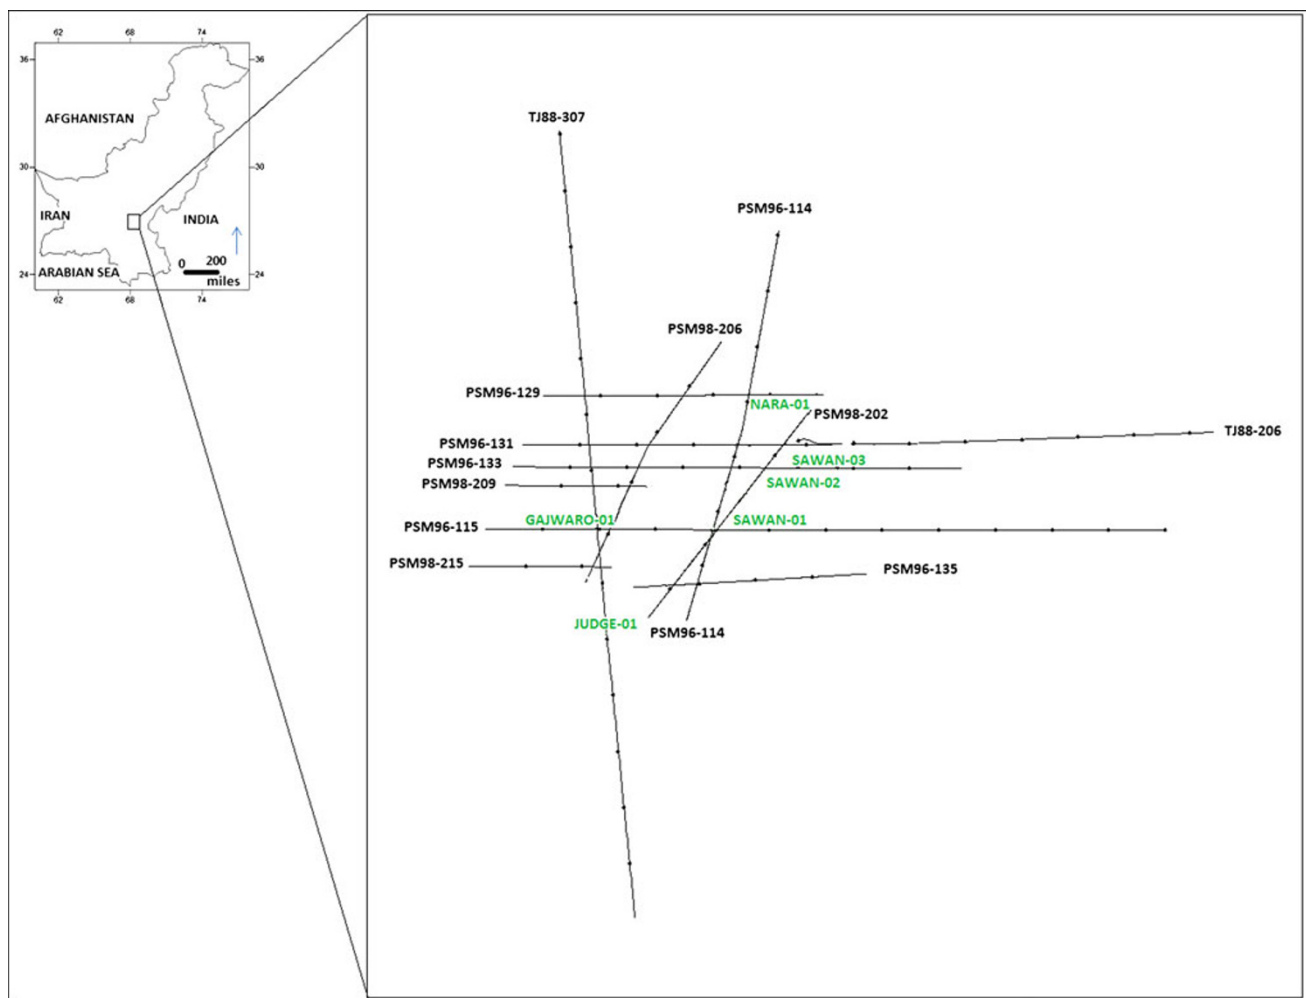 62 68 74
36 36
AFGHANISTAN
30 30
IRAN
INDIA
ARABIAN SEA
0 200
miles
24 24
62 68 74
TJ88-307
PSM96-114
PSM98-206
PSM96-129
NARA-01
PSM98-202
PSM96-131
TJ88-206
PSM96-133
SAWAN-03
PSM98-209
SAWAN-02
PSM96-115
GAJWARO-01
SAWAN-01
PSM98-215
PSM96-135
JUDGE-01
PSM96-114